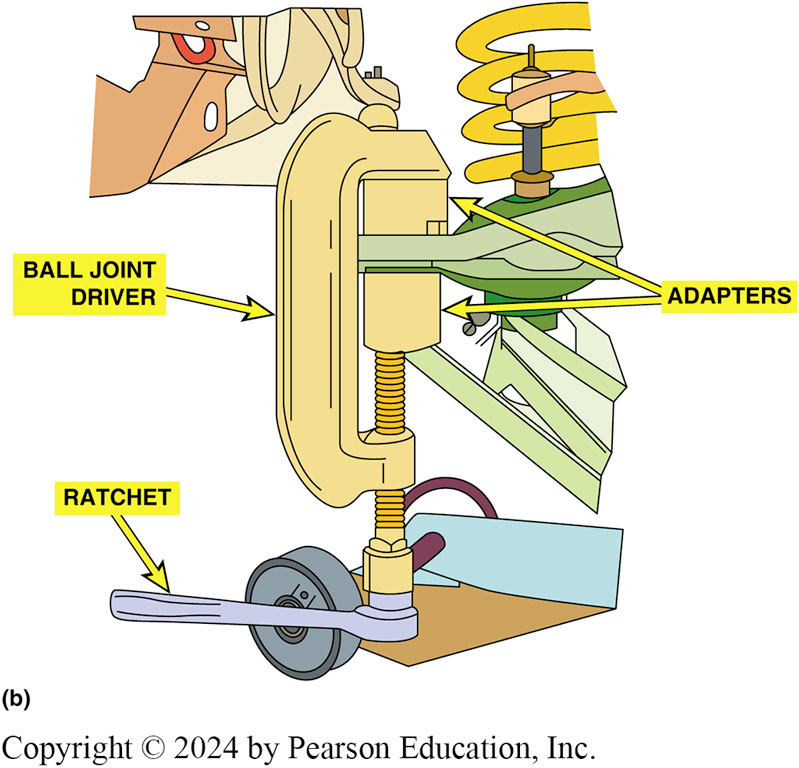 BALL JOINT
DRIVER
ADAPTERS
RATCHET
(b)
Copyright © 2024 by Pearson Education, Inc.